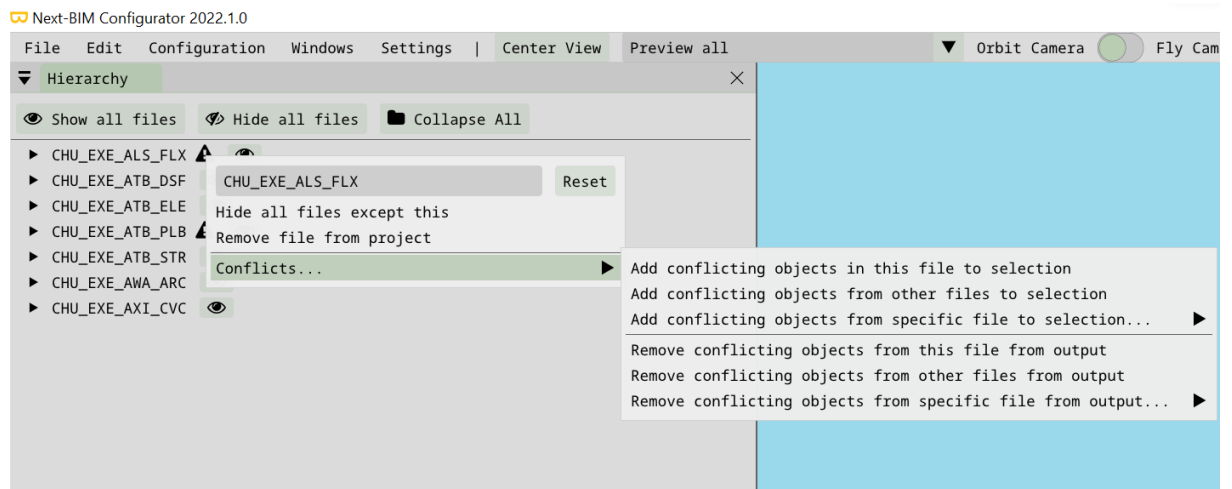 Next-BIM Configurator 2022.1.0
File Edit Configuration Windows Settings | Center View Preview all Orbit Camera Fly Cam
Hierarchy
Show all files Hide all files Collapse All
CHU_EXE_ALS_FLX
CHU_EXE_ATB_DSF
CHU_EXE_ATB_ELE
CHU_EXE_ATB_PLB
CHU_EXE_ATB_STR
CHU_EXE_AWA_ARC
CHU_EXE_AXI_CVC
CHU_EXE_ALS_FLX Reset
Hide all files except this
Remove file from project
Conflicts...
Add conflicting objects in this file to selection
Add conflicting objects from other files to selection
Add conflicting objects from specific file to selection...
Remove conflicting objects from this file from output
Remove conflicting objects from other files from output
Remove conflicting objects from specific file from output...